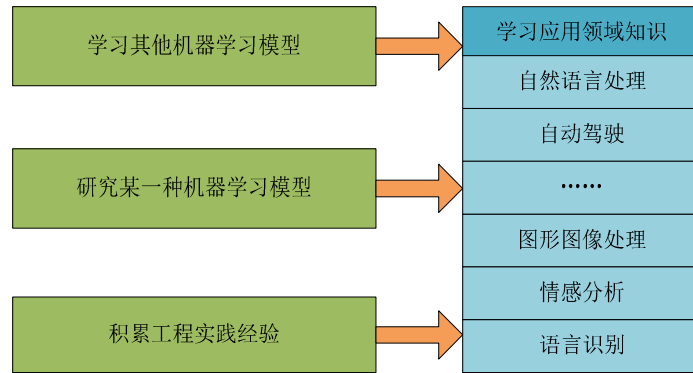 学习其他机器学习模型
研究某一种机器学习模型
积累工程实践经验
学习应用领域知识
自然语言处理
自动驾驶
……
图形图像处理
情感分析
语言识别